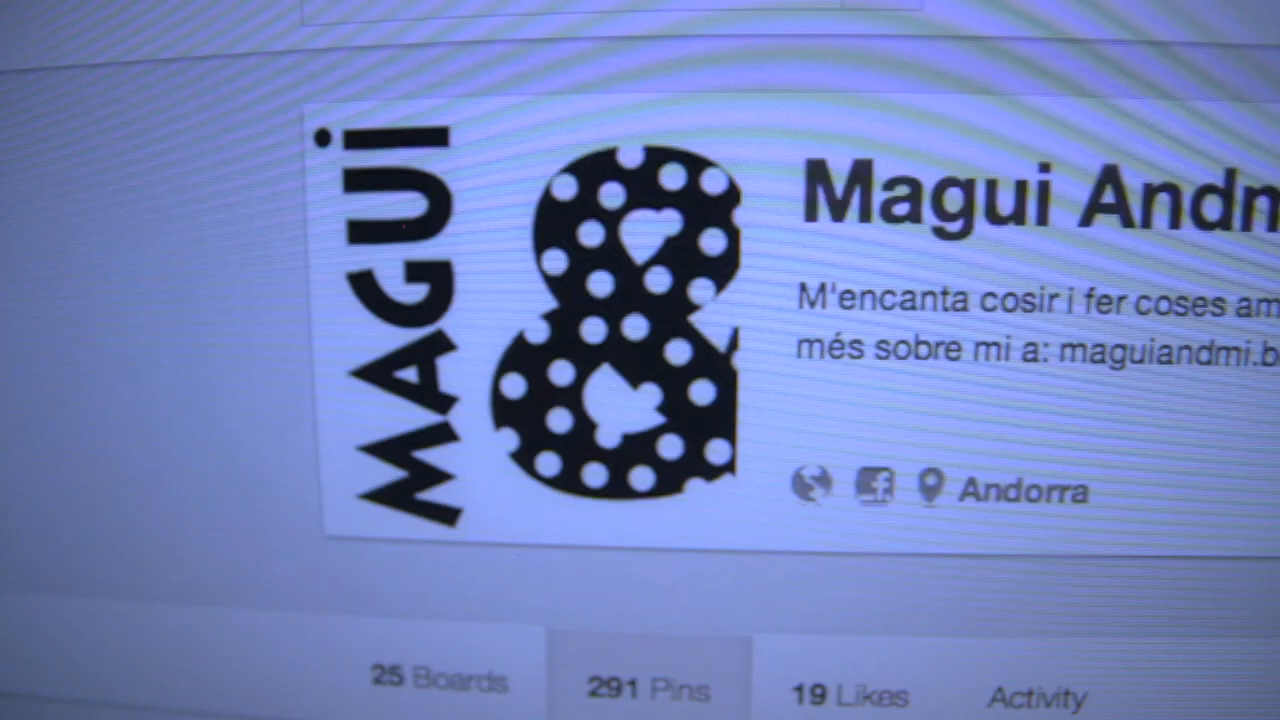 MAGUi
&
Magui Andm
M'encanta cosir i fer coses am
més sobre mi a: maguiandmi.b
Andorra
25 Boards
291 Pins
19 Likes
Activity